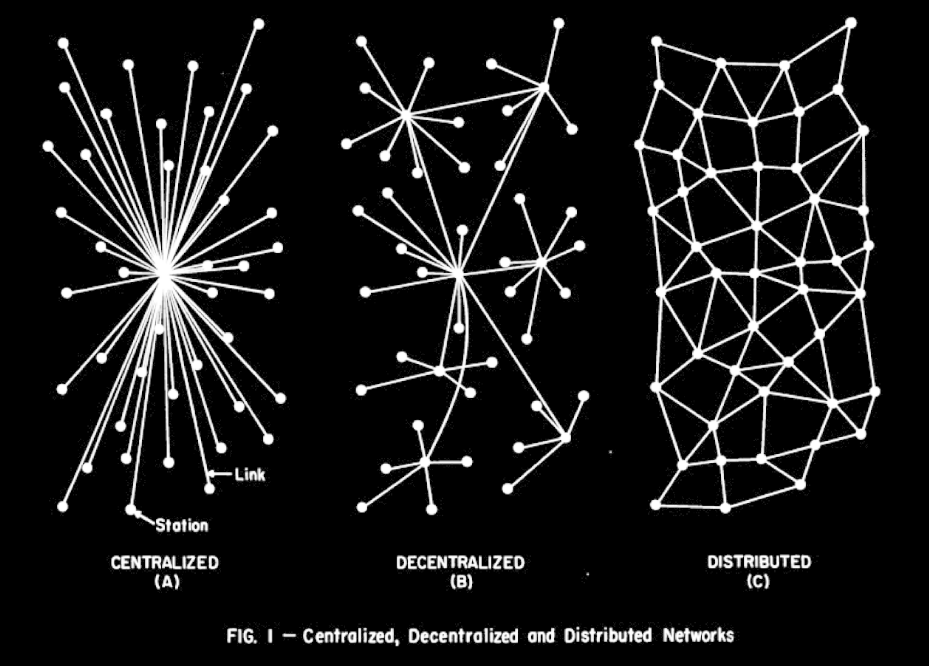 Link
Station
CENTRALIZED
(A)
DECENTRALIZED
(B)
DISTRIBUTED
(C)
FIG. I — Centralized, Decentralized and Distributed Networks